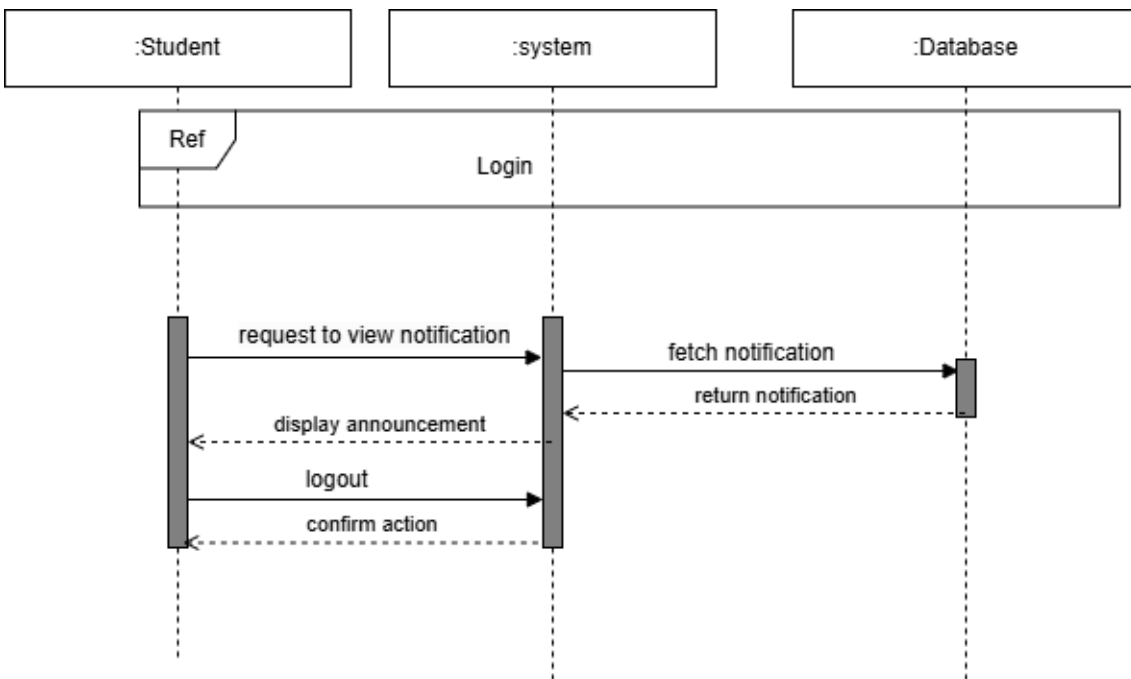 :Student
:system
:Database
Ref
Login
request to view notification
fetch notification
return notification
display announcement
logout
confirm action